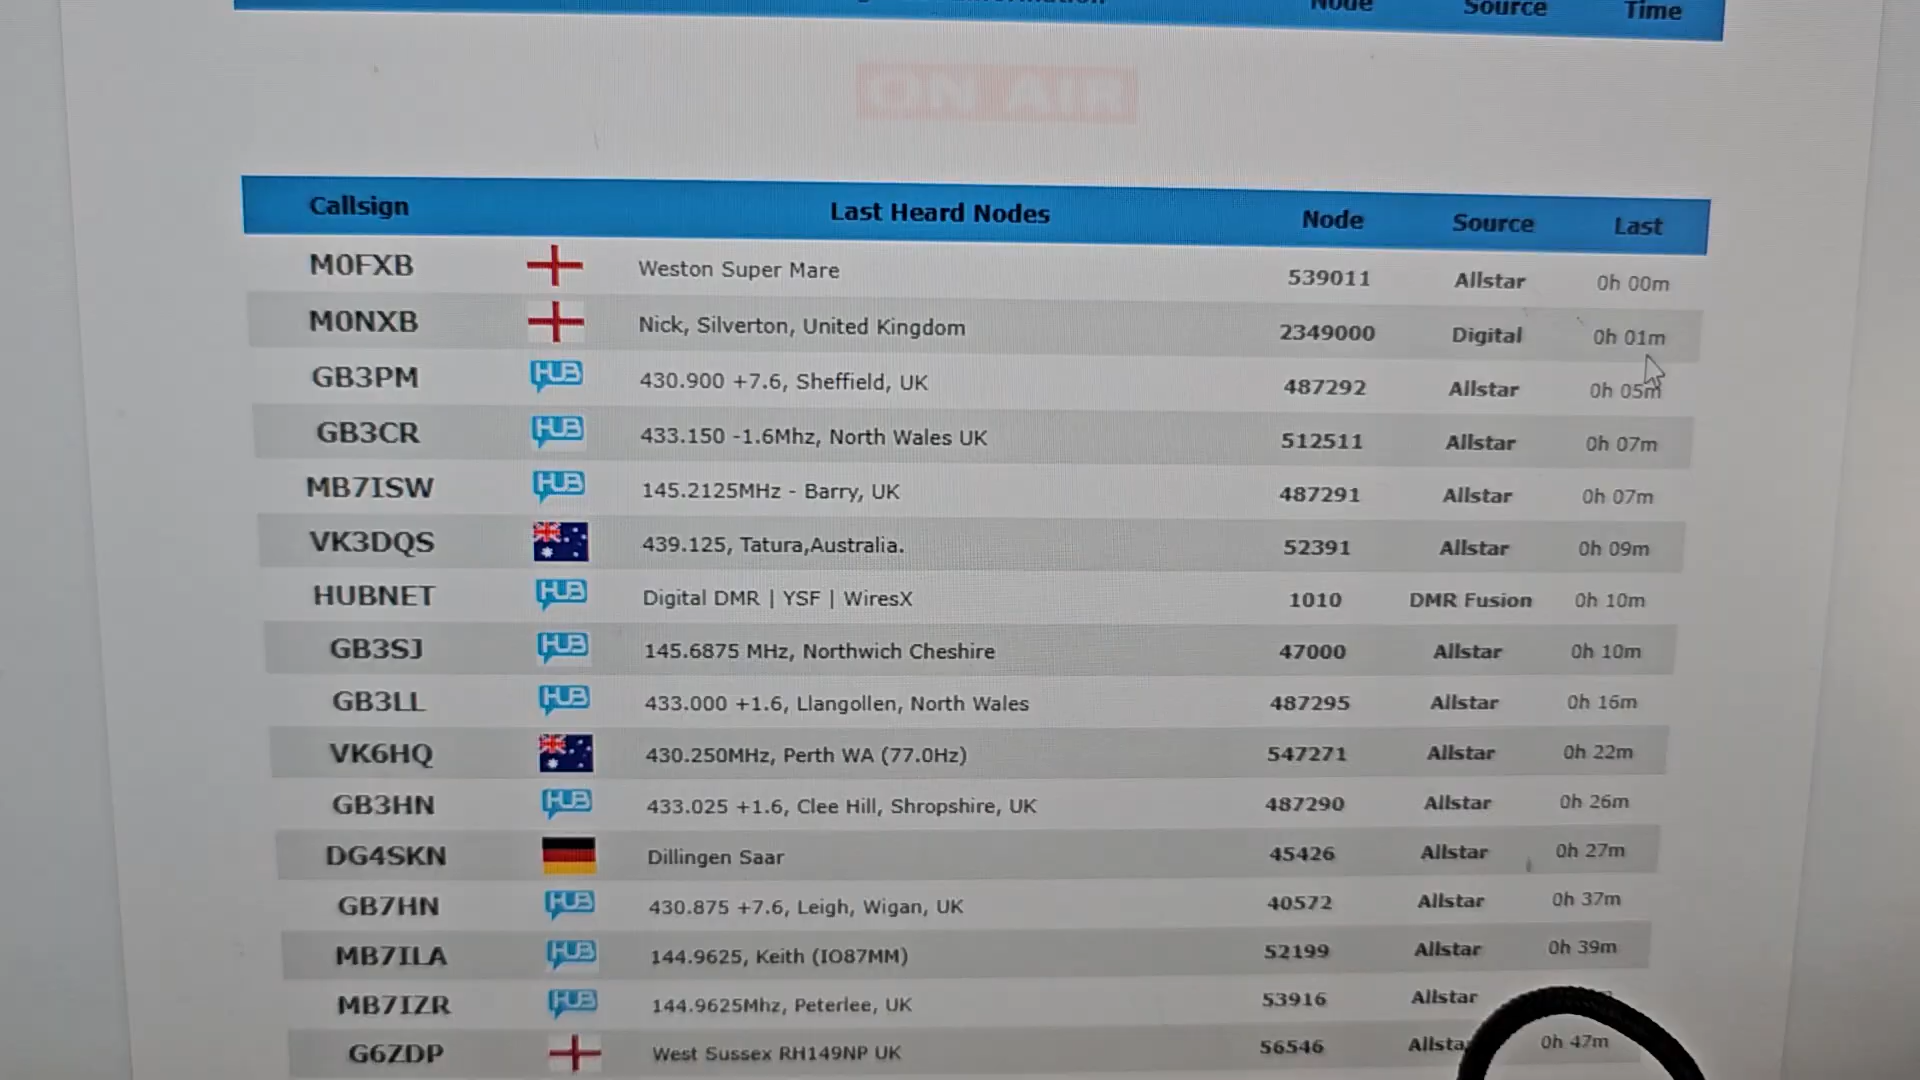 Node Source Time
ON AIR
Callsign Last Heard Nodes Node Source Last
M0FXB Weston Super Mare 539011 Allstar 0h 00m
M0NXB Nick, Silverton, United Kingdom 2349000 Digital 0h 01m
GB3PM HUB 430.900 +7.6, Sheffield, UK 487292 Allstar 0h 05m
GB3CR HUB 433.150 -1.6Mhz, North Wales UK 512511 Allstar 0h 07m
MB7ISW HUB 145.2125MHz - Barry, UK 487291 Allstar 0h 07m
VK3DQS 439.125, Tatura,Australia. 52391 Allstar 0h 09m
HUBNET HUB Digital DMR | YSF | WiresX 1010 DMR Fusion 0h 10m
GB3SJ HUB 145.6875 MHz, Northwich Cheshire 47000 Allstar 0h 10m
GB3LL HUB 433.000 +1.6, Llangollen, North Wales 487295 Allstar 0h 16m
VK6HQ 430.250MHz, Perth WA (77.0Hz) 547271 Allstar 0h 22m
GB3HN HUB 433.025 +1.6, Clee Hill, Shropshire, UK 487290 Allstar 0h 26m
DG4SKN Dillingen Saar 45426 Allstar 0h 27m
GB7HN HUB 430.875 +7.6, Leigh, Wigan, UK 40572 Allstar 0h 37m
MB7ILA HUB 144.9625, Keith (IO87MM) 52199 Allstar 0h 39m
MB7IZR HUB 144.9625Mhz, Peterlee, UK 53916 Allstar
G6ZDP West Sussex RH149NP UK 56546 Allsta 0h 47m